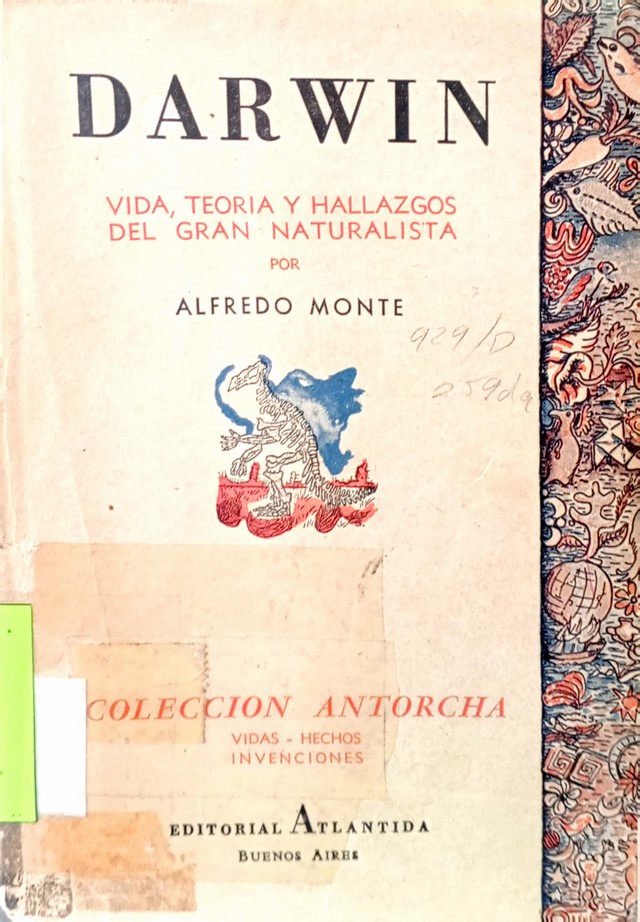 DARWIN
VIDA, TEORIA Y HALLAZGOS
DEL GRAN NATURALISTA
POR
ALFREDO MONTE
929/D
259da
COLECCION ANTORCHA
VIDAS - HECHOS
INVENCIONES
EDITORIAL ATLANTIDA
BUENOS AIRES